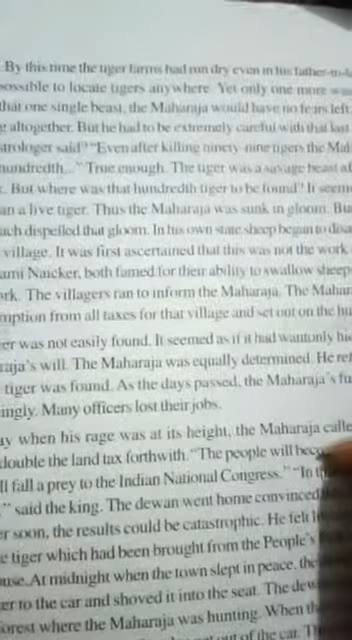 By this time the tiger farms had run dry even in his father-in-la
possible to locate tigers anywhere. Yet only one more was
that one single beast, the Maharaja would have no fears left.
altogether. But he had to be extremely careful with that last
strologer said "Even after killing ninety-nine tigers the Mah
hundredth..." True enough. The tiger was a savage beast af
. But where was that hundredth tiger to be found? It seem
an a live tiger. Thus the Maharaja was sunk in gloom. Bu
ach dispelled that gloom. In his own state sheep began to disa
village. It was first ascertained that this was not the work
ami Naicker, both famed for their ability to swallow sheep
ork. The villagers ran to inform the Maharaja. The Mahar
mption from all taxes for that village and set out on the hu
er was not easily found. It seemed as if it had wantonly hid
raja's will. The Maharaja was equally determined. He ref
tiger was found. As the days passed, the Maharaja's fu
ingly. Many officers lost their jobs.
ay when his rage was at its height, the Maharaja calle
double the land tax forthwith. "The people will beco
ll fall a prey to the Indian National Congress." "In th
" said the king. The dewan went home convinced
er soon, the results could be catastrophic. He felt
e tiger which had been brought from the People's
use. At midnight when the town slept in peace, the
er to the car and shoved it into the seat. The dew
orest where the Maharaja was hunting. When th
out of the car. Th